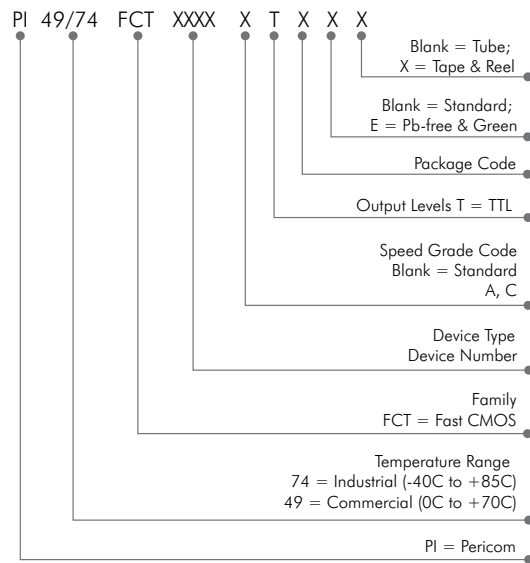 PI 49/74 FCT XXXX X T X X X
Blank = Tube;
X = Tape & Reel
Blank = Standard;
E = Pb-free & Green
Package Code
Output Levels T = TTL
Speed Grade Code
Blank = Standard
A, C
Device Type
Device Number
Family
FCT = Fast CMOS
Temperature Range
74 = Industrial (-40C to +85C)
49 = Commercial (0C to +70C)
PI = Pericom